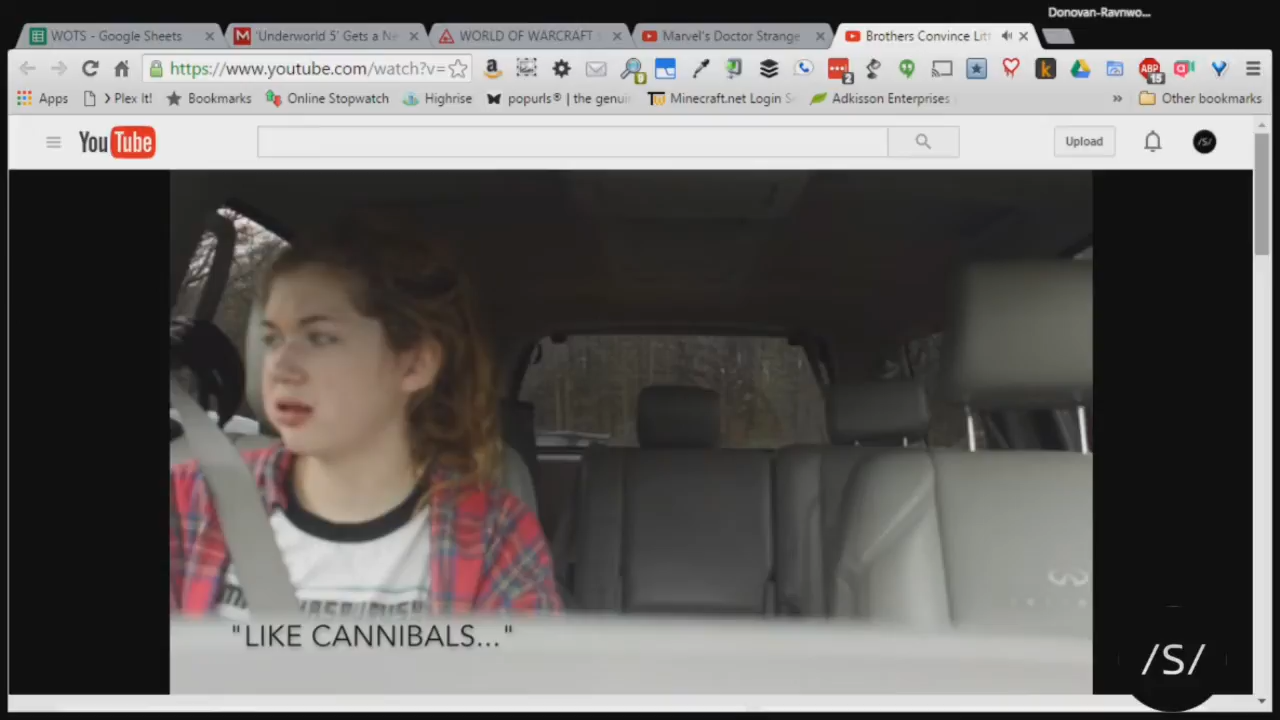 Donovan-Ravnwo...
WOTS - Google Sheets
'Underworld 5' Gets a Ne
WORLD OF WARCRAFT
Marvel's Doctor Strange
Brothers Convince Litt
https://www.youtube.com/watch?v=
Apps
Plex It!
Bookmarks
Online Stopwatch
Highrise
popurls® | the genui
Minecraft.net Login
Adkisson Enterprises
»
Other bookmarks
YouTube
Upload
/S/
"LIKE CANNIBALS..."
/S/